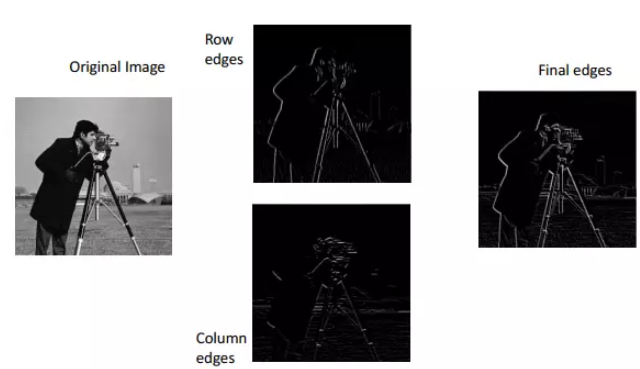 Row
edges
Original Image
Final edges
Column
edges